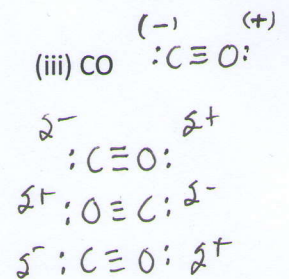 (-) (+)
(iii) CO :C≡O:
δ- δ+
:C≡O:
δ+ :O≡C: δ-
δ- :C≡O: δ+